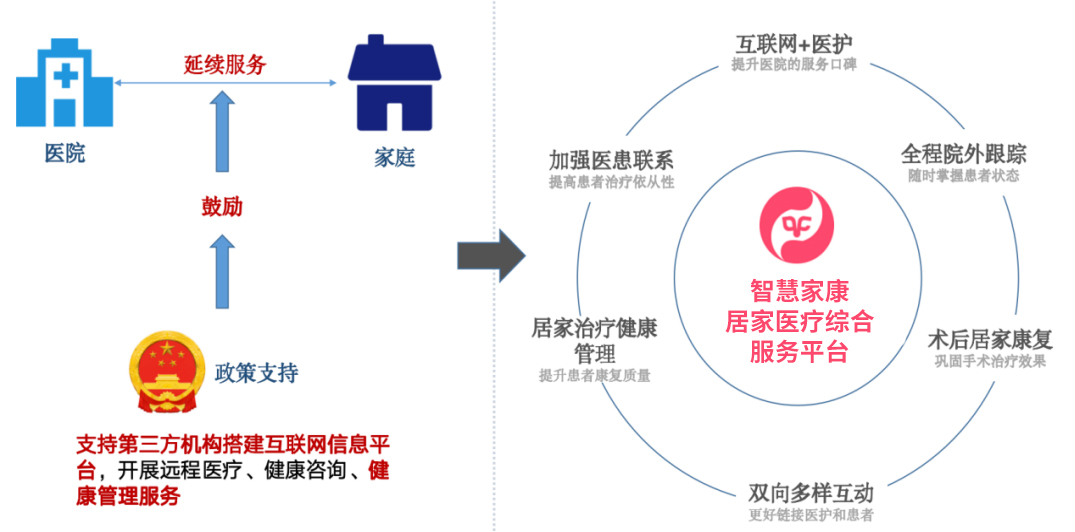 延续服务
医院
家庭
鼓励
政策支持
支持第三方机构搭建互联网信息平
台，开展远程医疗、健康咨询、健
康管理服务
互联网+医护
提升医院的服务口碑
加强医患联系
提高患者治疗依从性
全程院外跟踪
随时掌握患者状态
智慧家康
居家医疗综合
服务平台
居家治疗健康
管理
提升患者康复质量
术后居家康复
巩固手术治疗效果
双向多样互动
更好链接医护和患者